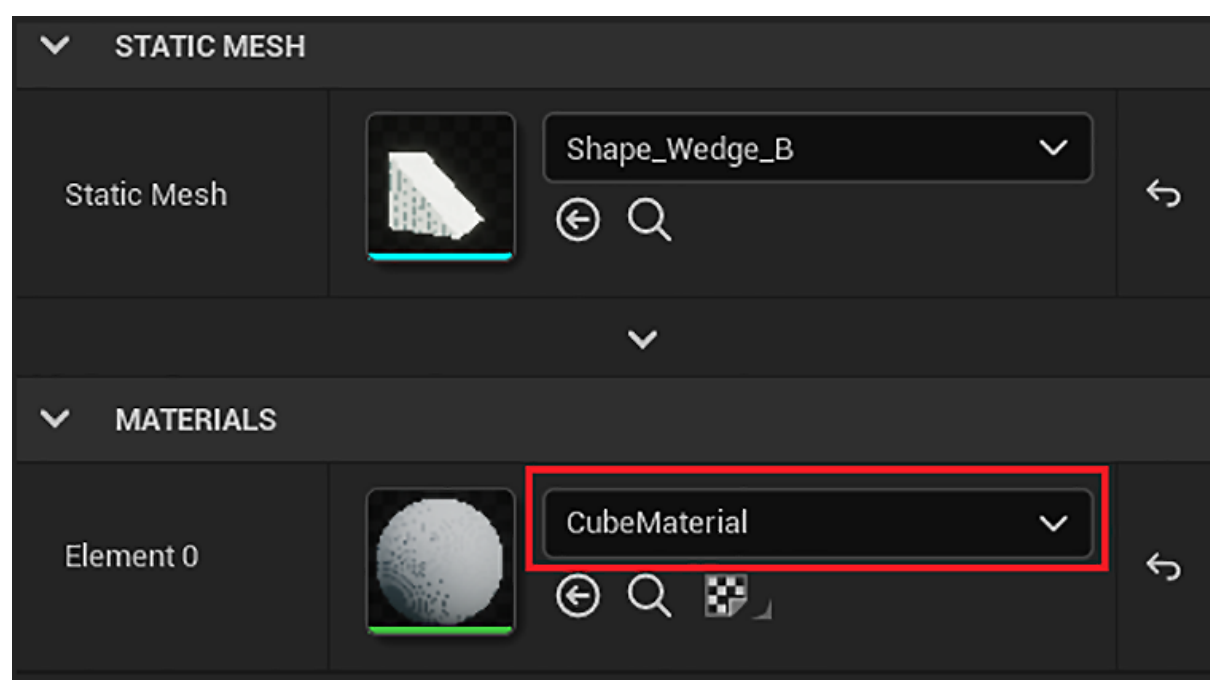 STATIC MESH
Static Mesh
Shape_Wedge_B
MATERIALS
Element 0
CubeMaterial